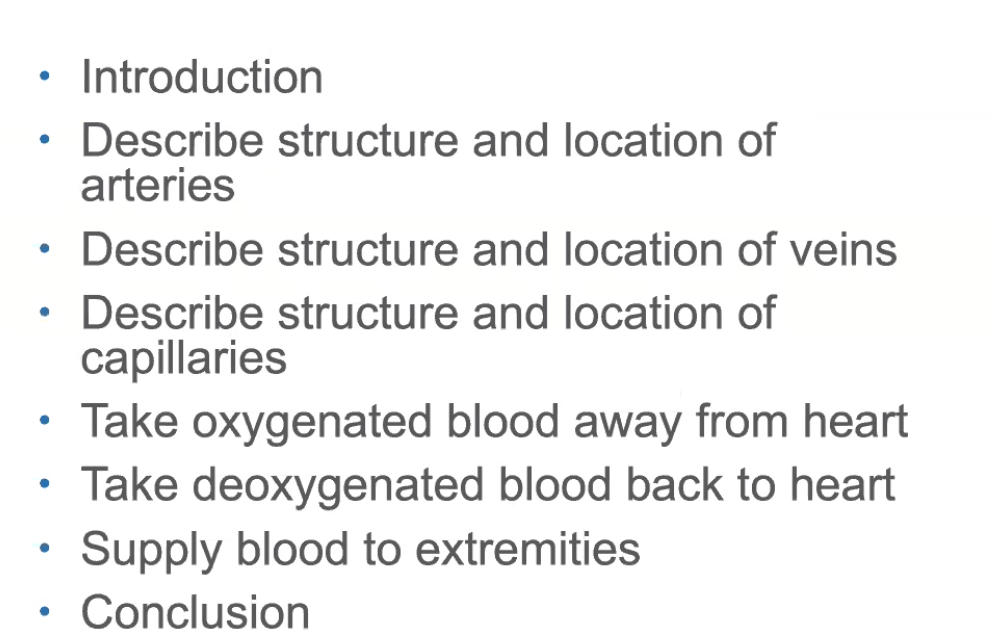 • Introduction
• Describe structure and location of
arteries
• Describe structure and location of veins
• Describe structure and location of
capillaries
• Take oxygenated blood away from heart
• Take deoxygenated blood back to heart
• Supply blood to extremities
• Conclusion